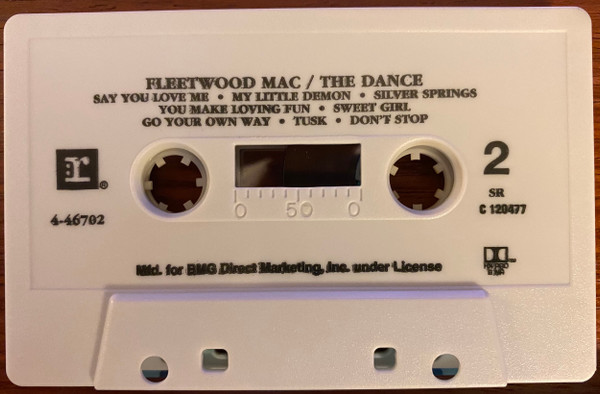 FLEETWOOD MAC / THE DANCE
SAY YOU LOVE ME • MY LITTLE DEMON • SILVER SPRINGS
YOU MAKE LOVING FUN • SWEET GIRL
GO YOUR OWN WAY • TUSK • DON'T STOP
r ®
4-46702
2
SR
C 120477
0 50 0
Mfd. for BMG Direct Marketing, Inc. under License